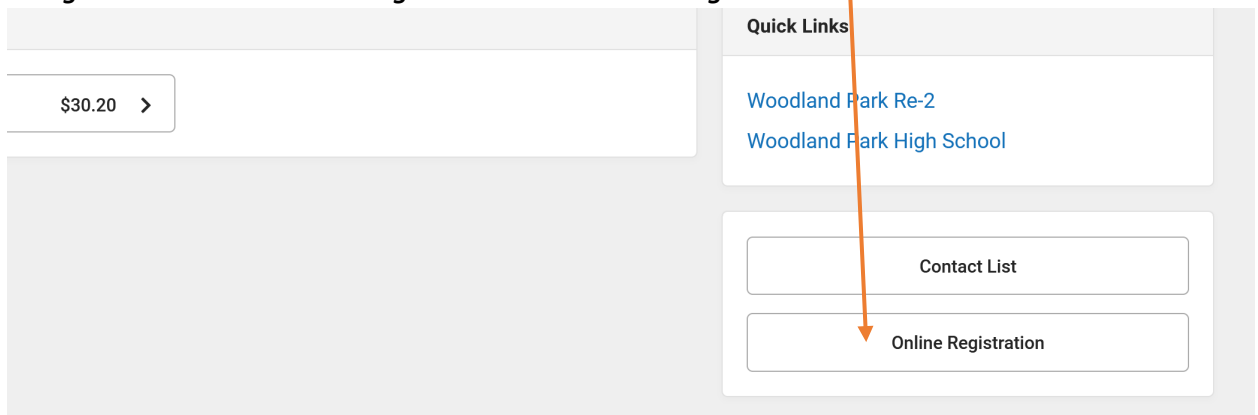 Quick Links
$30.20
Woodland Park Re-2
Woodland Park High School
Contact List
Online Registration